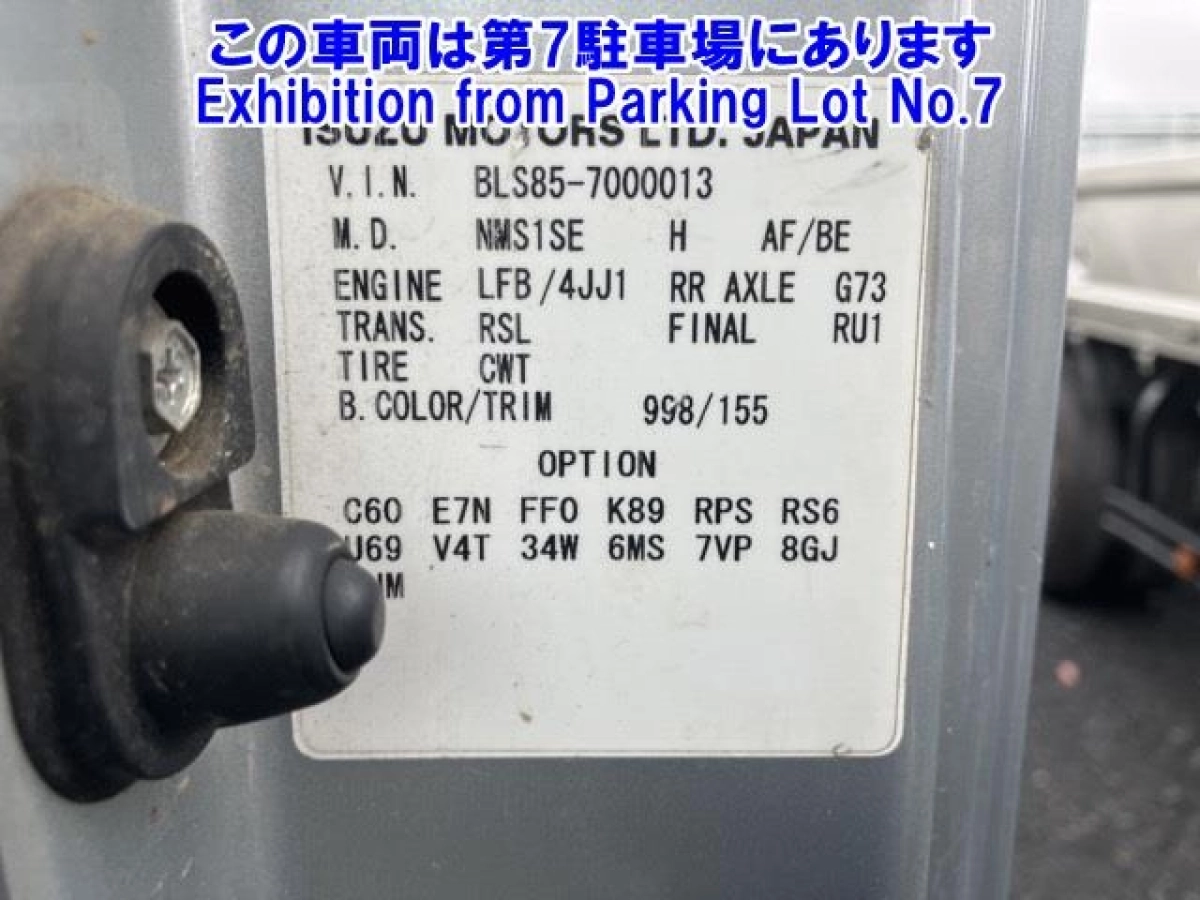 この車両は第7駐車場にあります
Exhibition from Parking Lot No.7
ISUZU MOTORS LTD. JAPAN
V.I.N. BLS85-7000013
M.D. NMS1SE H AF/BE
ENGINE LFB/4JJ1 RR AXLE G73
TRANS. RSL FINAL RU1
TIRE CWT
B.COLOR/TRIM 998/155
OPTION
C60 E7N FF0 K89 RPS RS6
U69 V4T 34W 6MS 7VP 8GJ